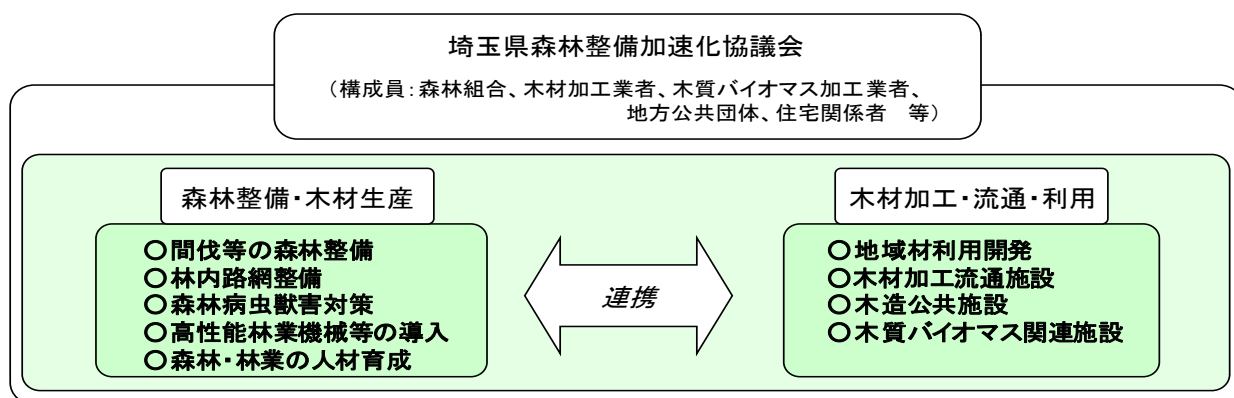 埼玉県森林整備加速化協議会
（構成員：森林組合、木材加工業者、木質バイオマス加工業者、
地方公共団体、住宅関係者　等）
森林整備・木材生産
○間伐等の森林整備
○林内路網整備
○森林病虫獣害対策
○高性能林業機械等の導入
○森林・林業の人材育成
連携
木材加工・流通・利用
○地域材利用開発
○木材加工流通施設
○木造公共施設
○木質バイオマス関連施設